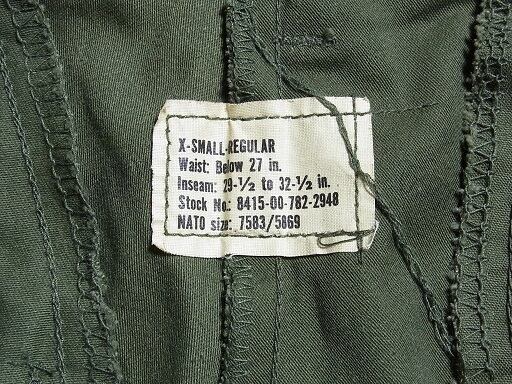 X-SMALL-REGULAR
Waist: Below 27 in.
Inseam: 29-½ to 32-½ in.
Stock No.: 8415-00-782-2948
NATO size: 7583/5869